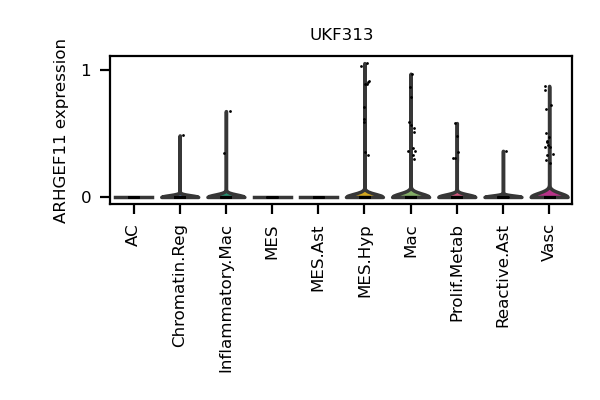 UKF313
ARHGEF11 expression
1
0
AC
Chromatin.Reg
Inflammatory.Mac
MES
MES.Ast
MES.Hyp
Mac
Prolif.Metab
Reactive.Ast
Vasc